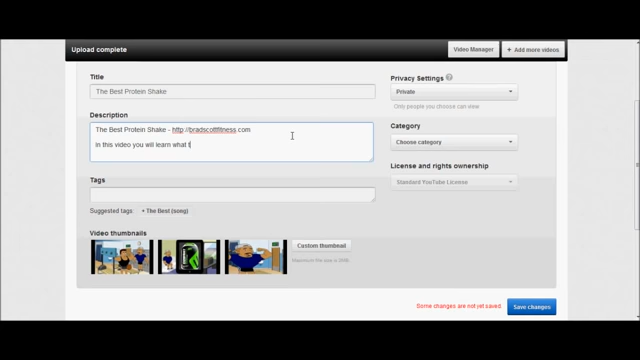 Upload complete
Video Manager
+ Add more videos
Title
The Best Protein Shake
Description
The Best Protein Shake - http://bradscottfitness.com
in this video you will learn what t
Tags
Suggested tags: + The Best (song)
Video thumbnails
Custom thumbnail
Maximum file size is 2MB.
Privacy Settings ?
Private
Only people you choose can view
Category
Choose category
License and rights ownership
Standard YouTube License
Some changes are not yet saved.
Save changes